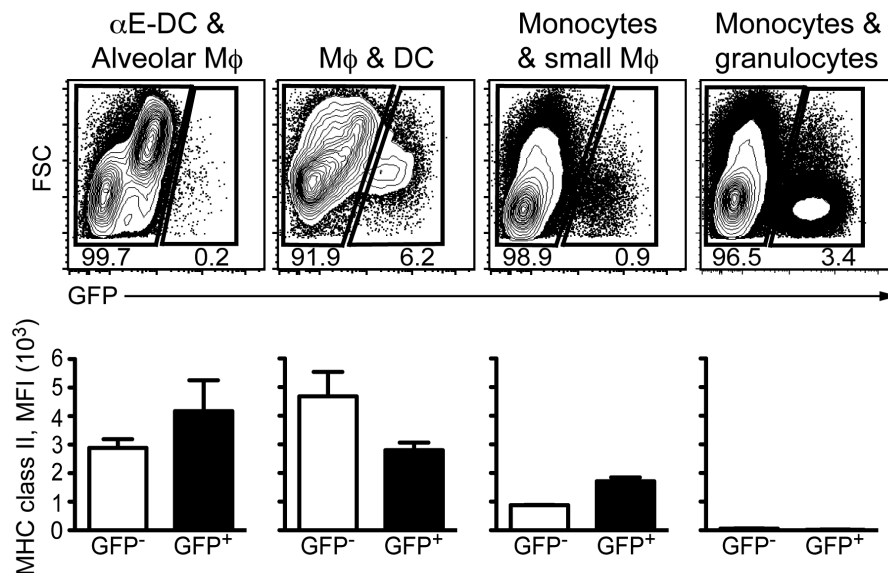 αE-DC &
Alveolar Mϕ
Mϕ & DC
Monocytes
& small Mϕ
Monocytes &
granulocytes
FSC
99.7 0.2
91.9 6.2
98.9 0.9
96.5 3.4
GFP
MHC class II, MFI (10³)
6
5
4
3
2
1
0
GFP⁻ GFP⁺
GFP⁻ GFP⁺
GFP⁻ GFP⁺
GFP⁻ GFP⁺